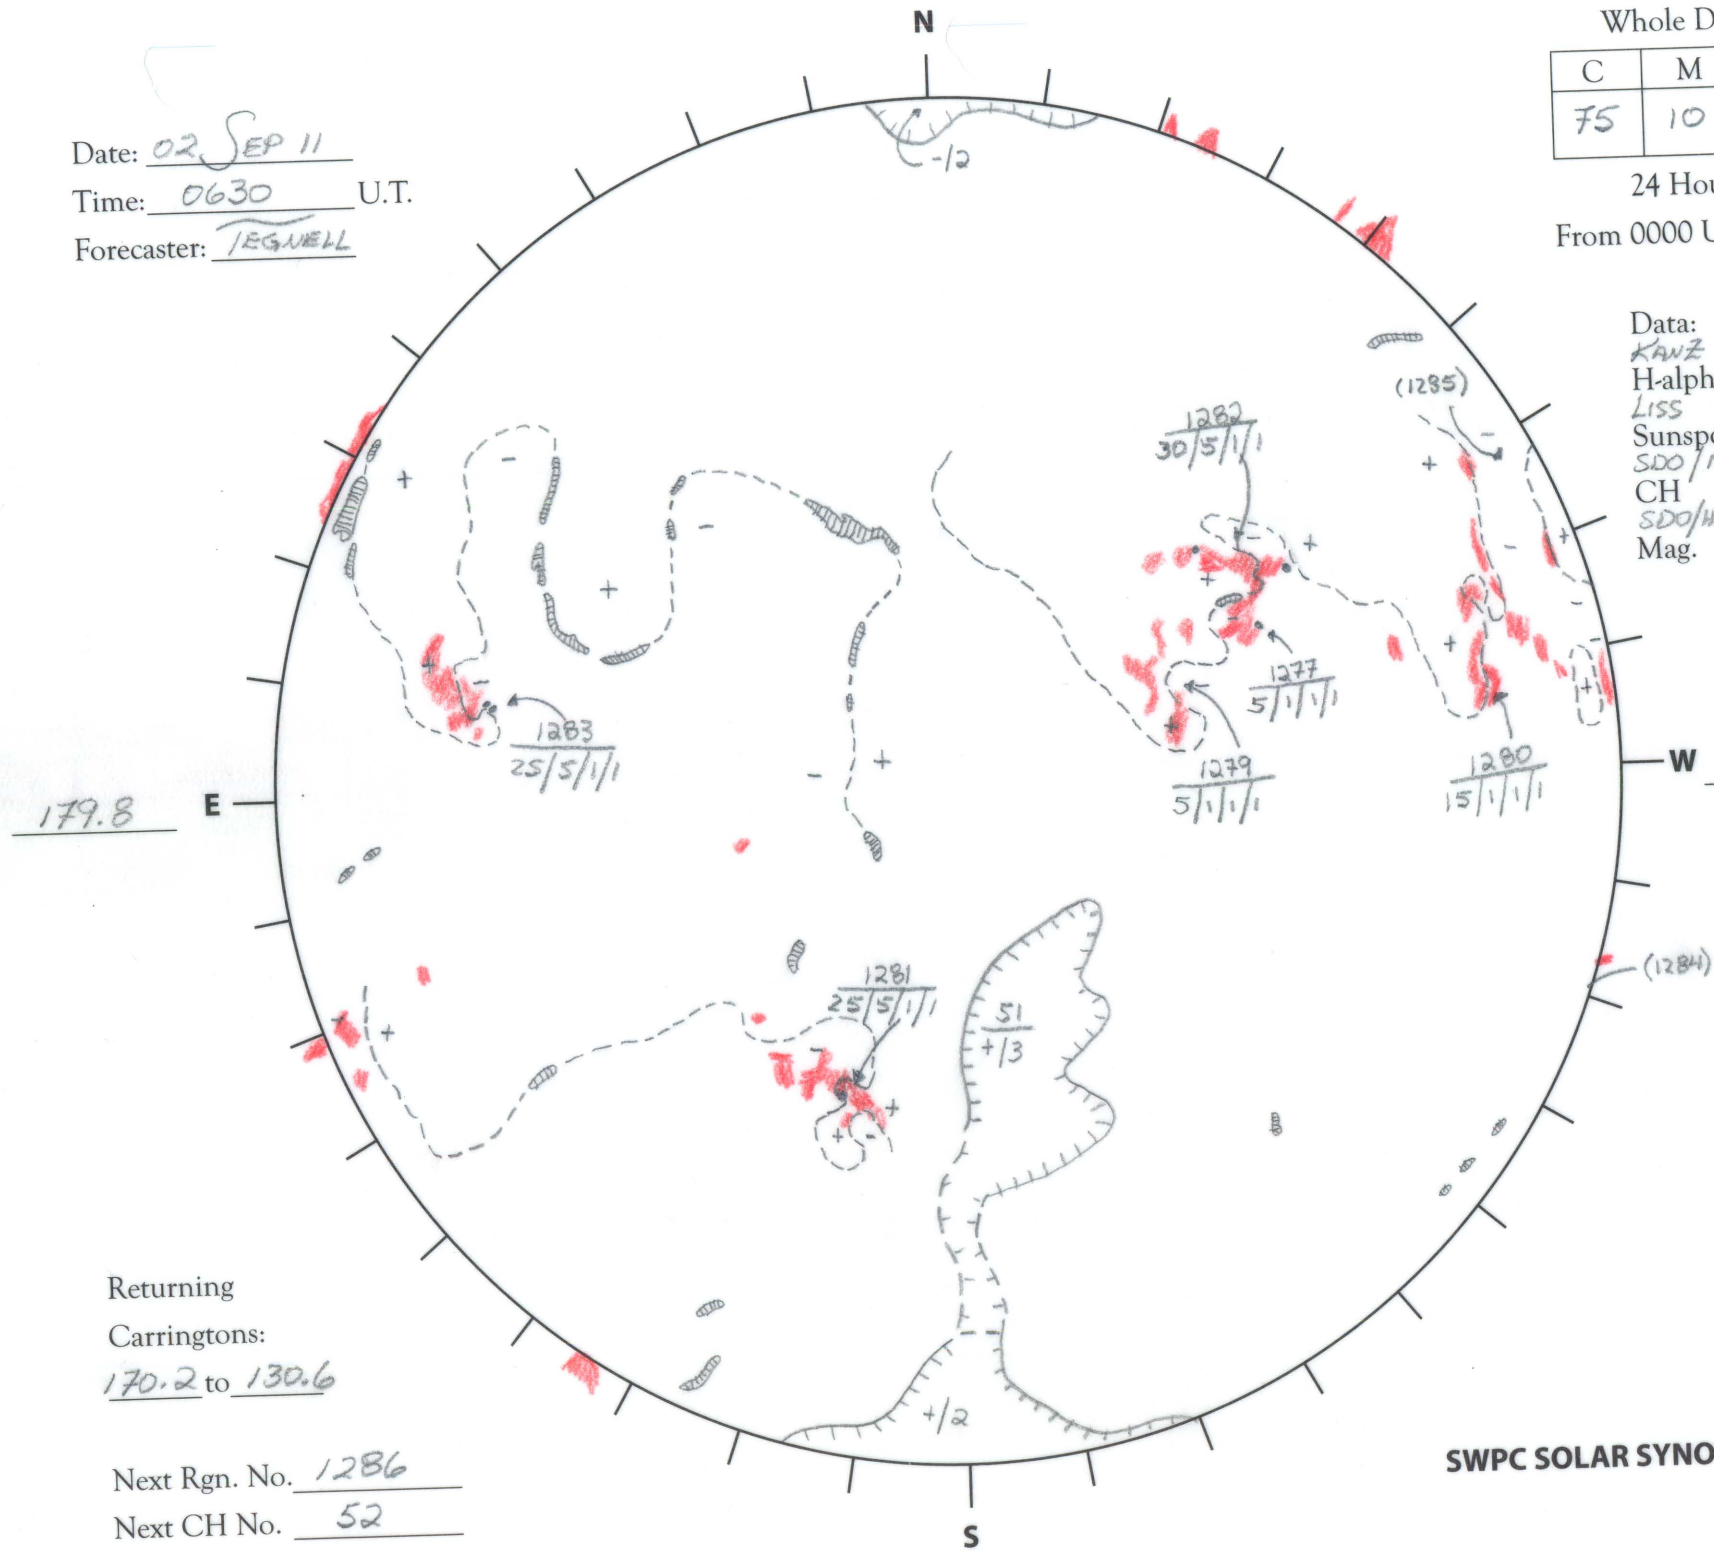 N
Whole D
C M
75 10
Date: 02 SEP 11
Time: 0630 U.T.
Forecaster: TEGNELL
24 Hou
From 0000 U
-/2
Data:
KANZ
H-alph
LISS
Sunspo
SDO/
CH
SDO/H
Mag.
(1285)
1282
30/5/1/1
1277
5/1/1/1
1283
25/5/1/1
1279
5/1/1/1
1280
15/1/1/1
W
E
179.8
(1284)
1281
25/5/1/1
51
+/3
+/2
Returning
Carringtons:
170.2 to 130.6
Next Rgn. No. 1286
Next CH No. 52
SWPC SOLAR SYNO
S